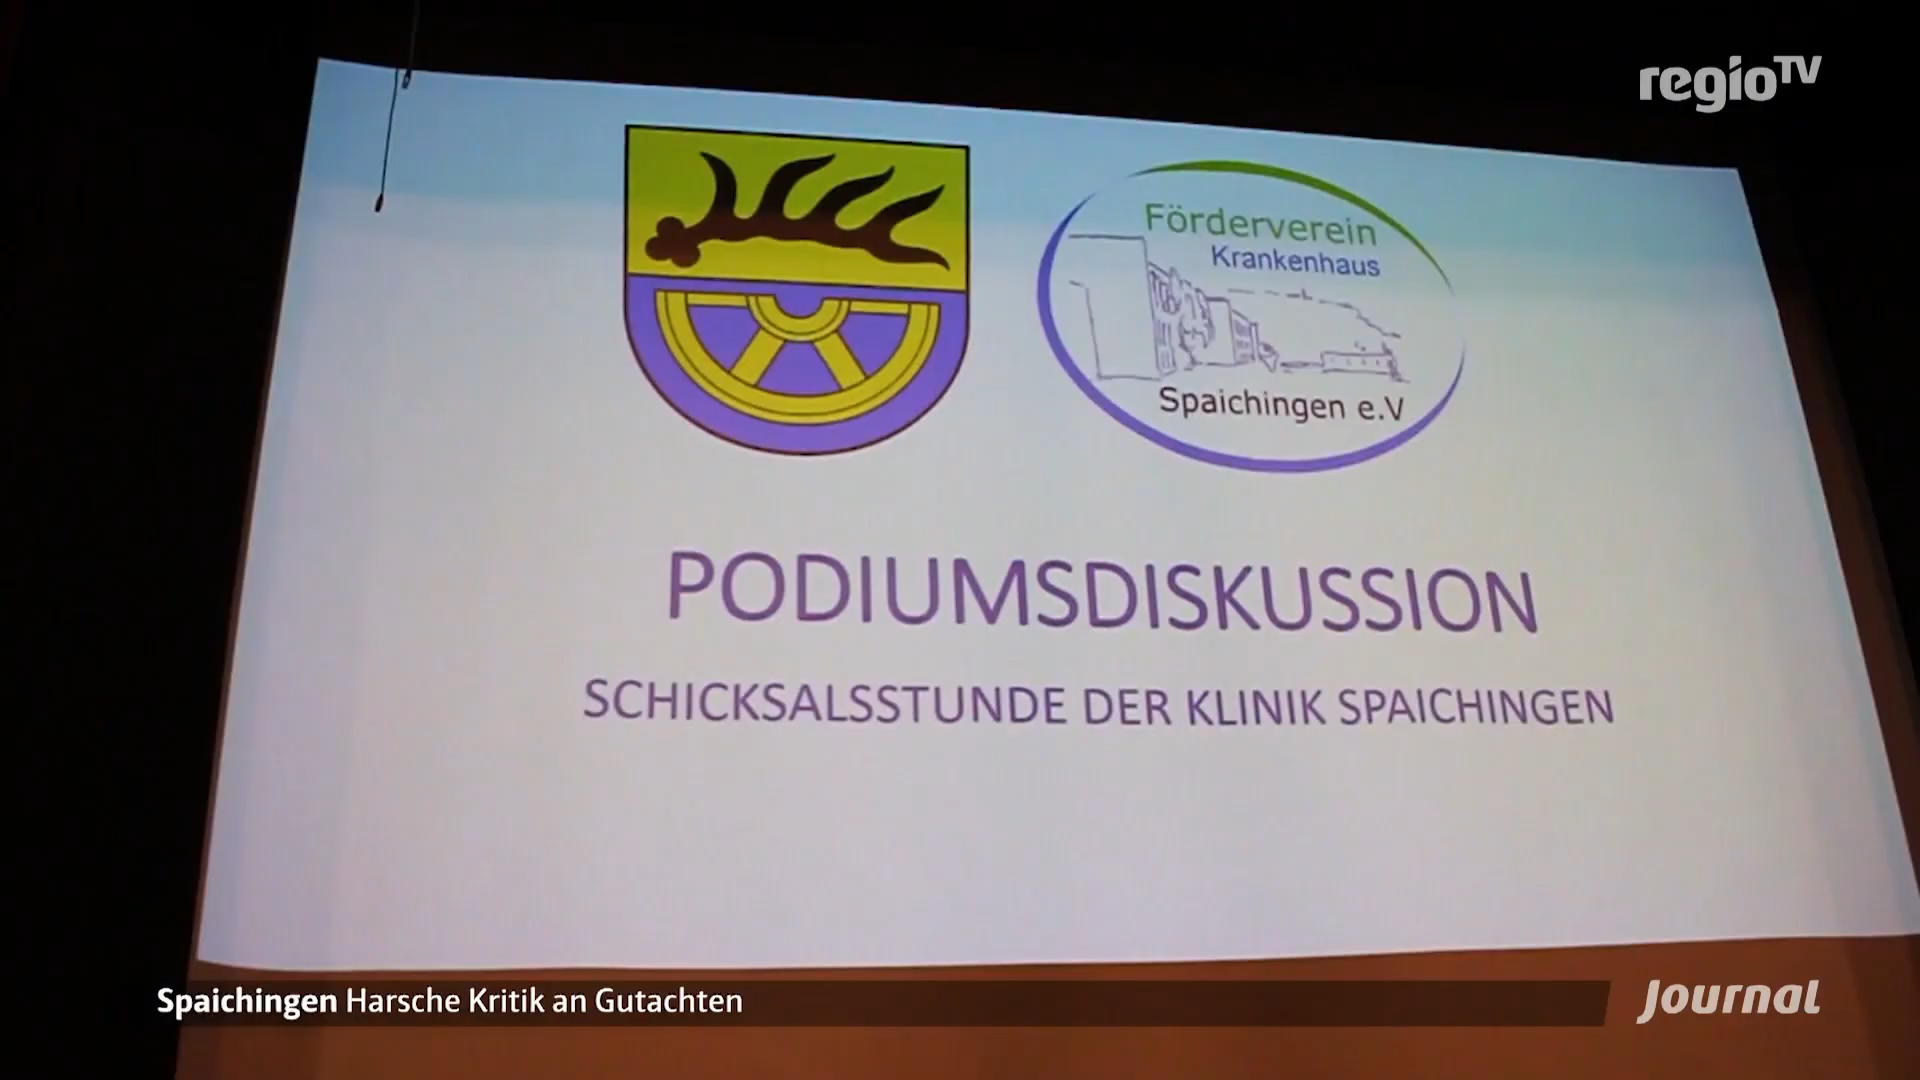 regioTV
Förderverein
Krankenhaus
Spaichingen e.V
PODIUMSDISKUSSION
SCHICKSALSSTUNDE DER KLINIK SPAICHINGEN
Spaichingen Harsche Kritik an Gutachten
Journal